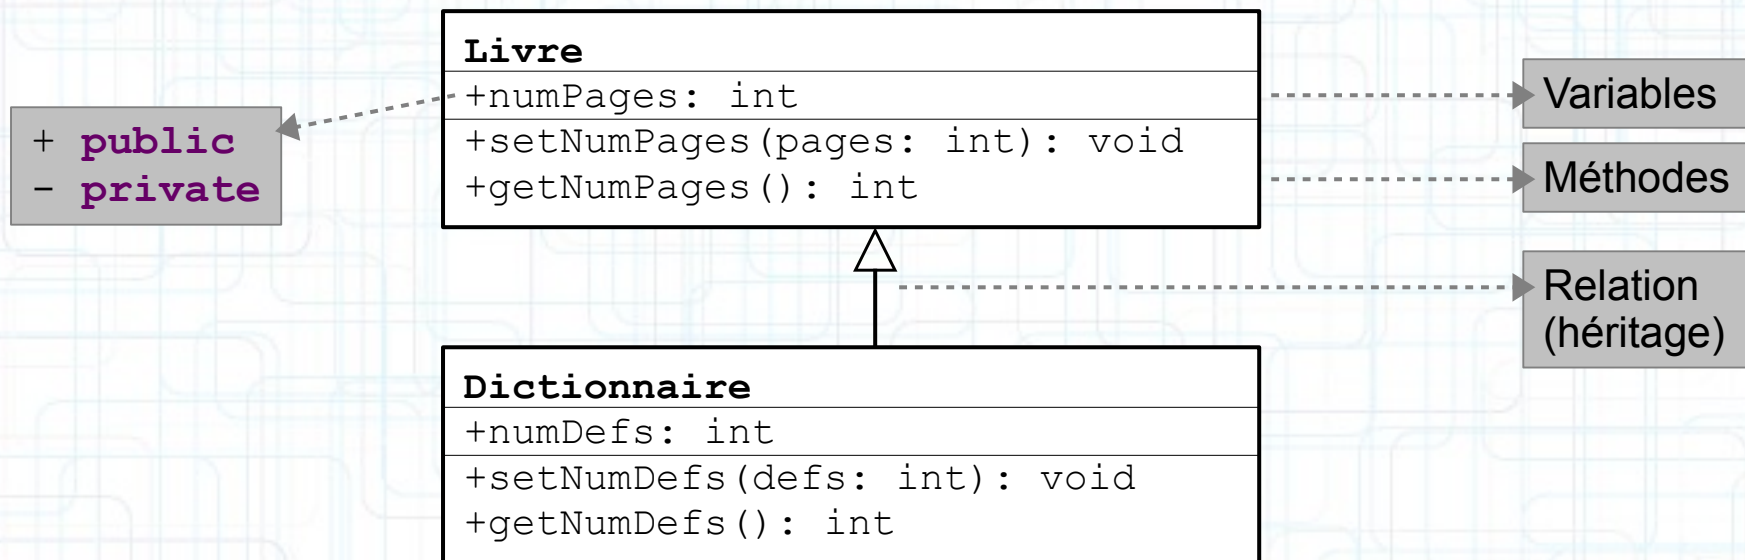 Livre
+numPages: int
+setNumPages(pages: int): void
+getNumPages(): int
+ public
- private
Variables
Méthodes
Relation
(héritage)
Dictionnaire
+numDefs: int
+setNumDefs(defs: int): void
+getNumDefs(): int